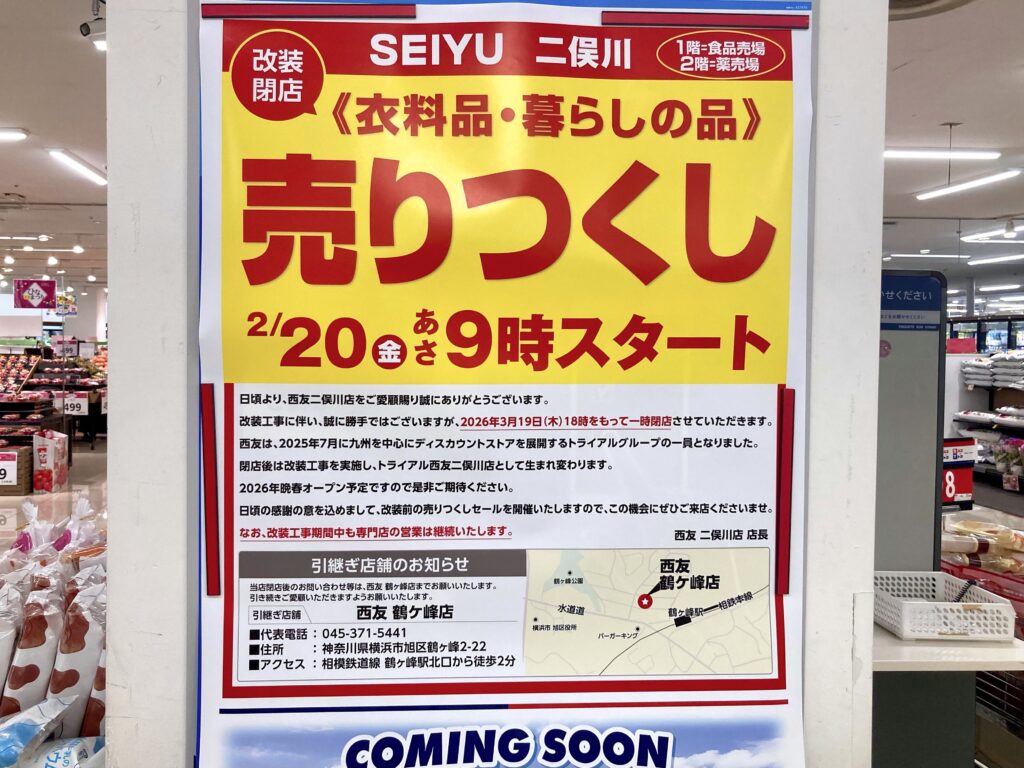 改装
閉店
SEIYU 二俣川
1階=食品売場
2階=薬売場
《衣料品・暮らしの品》
売りつくし
2/20㊎ あさ9時スタート
日頃より、西友二俣川店をご愛顧賜り誠にありがとうございます。
改装工事に伴い、誠に勝手ではございますが、2026年3月19日(木)18時をもって一時閉店させていただきます。
西友は、2025年7月に九州を中心にディスカウントストアを展開するトライアルグループの一員となりました。
閉店後は改装工事を実施し、トライアル西友二俣川店として生まれ変わります。
2026年晩春オープン予定ですので是非ご期待ください。
日頃の感謝の意を込めまして、改装前の売りつくしセールを開催いたしますので、この機会にぜひご来店くださいませ。
なお、改装工事期間中も専門店の営業は継続いたします。
西友 二俣川店 店長
引継ぎ店舗のお知らせ
当店閉店後のお問い合わせ等は、西友 鶴ヶ峰店までお願いいたします。
引き続きご愛顧いただきますようお願いいたします。
引継ぎ店舗 西友 鶴ケ峰店
■代表電話：045-371-5441
■住所：神奈川県横浜市旭区鶴ヶ峰2-22
■アクセス：相模鉄道線 鶴ヶ峰駅北口から徒歩2分
西友
鶴ケ峰店
鶴ヶ峰公園
水道道
鶴ヶ峰駅
相鉄本線
横浜市 旭区役所
バーガーキング
COMING SOON
ひなまつり
499
9
かせください
8